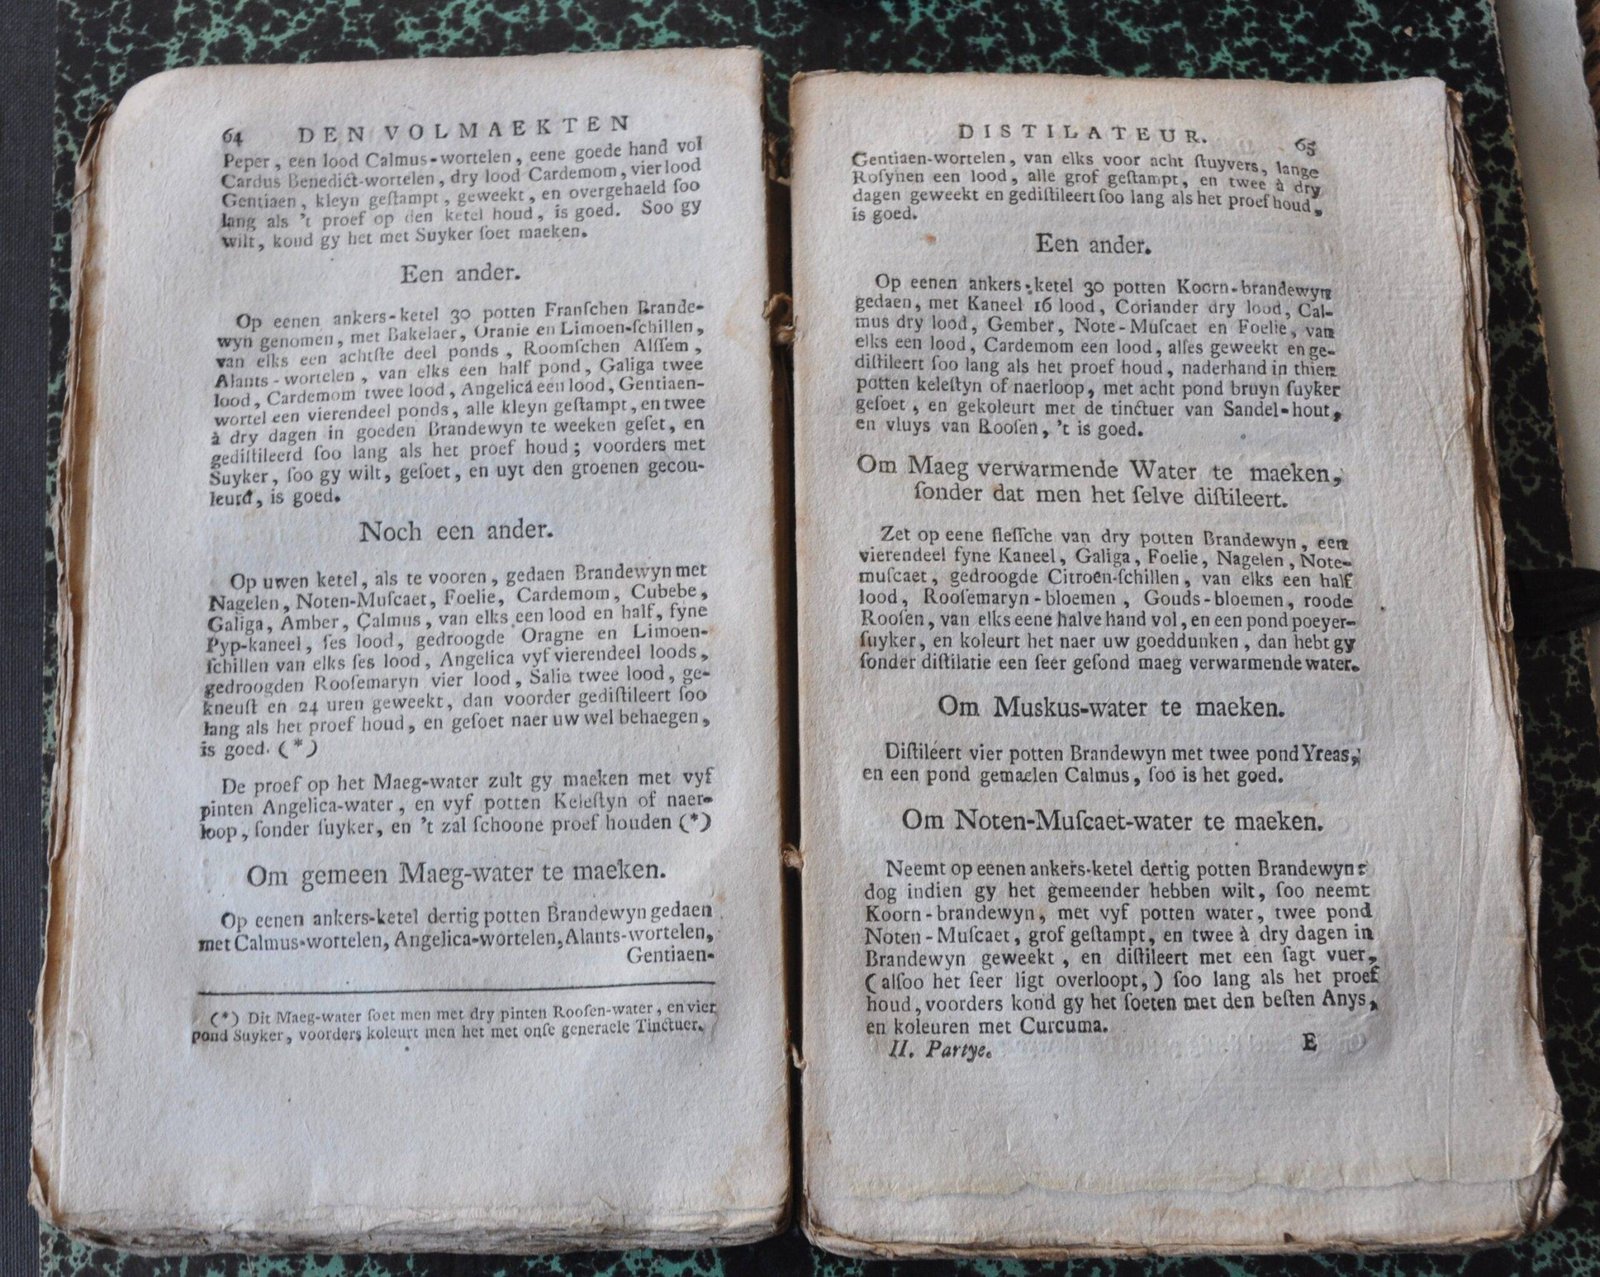 64 DEN VOLMAEKTEN
Peper, een lood Calmus-wortelen, eene goede hand vol
Cardus Benedict-wortelen, dry lood Cardemom, vier lood
Gentiaen, kleyn geſtampt, geweekt, en overgehaeld ſoo
lang als 't proef op den ketel houd, is goed. Soo gy
wilt, kond gy het met Suyker ſoet maeken.
Een ander.
Op eenen ankers-ketel 30 potten Franſchen Brande-
wyn genomen, met Bakelaer, Oranie en Limoen-ſchillen,
van elks een achtſte deel ponds, Roomſchen Alſſem,
Alants-wortelen, van elks een half pond, Galiga twee
lood, Cardemom twee lood, Angelica een lood, Gentiaen-
wortel een vierendeel ponds, alle kleyn geſtampt, en twee
à dry dagen in goeden Brandewyn te weeken geſet, en
gediſtileerd ſoo lang als het proef houd; voorders met
Suyker, ſoo gy wilt, geſoet, en uyt den groenen gecou-
leurd, is goed.
Noch een ander.
Op uwen ketel, als te vooren, gedaen Brandewyn met
Nagelen, Noten-Muſcaet, Foelie, Cardemom, Cubebe,
Galiga, Amber, Calmus, van elks een lood en half, fyne
Pyp-kaneel, ſes lood, gedroogde Oragne en Limoen-
ſchillen van elks ſes lood, Angelica vyf vierendeel loods,
gedroogden Rooſemaryn vier lood, Salie twee lood, ge-
kneuſt en 24 uren geweekt, dan voorder gediſtileert ſoo
lang als het proef houd, en geſoet naer uw wel behaegen,
is goed. (*)
De proef op het Maeg-water zult gy maeken met vyf
pinten Angelica-water, en vyf potten Keleſtyn of naer-
loop, ſonder ſuyker, en 't zal ſchoone proef houden (*)
Om gemeen Maeg-water te maeken.
Op eenen ankers-ketel dertig potten Brandewyn gedaen
met Calmus-wortelen, Angelica-wortelen, Alants-wortelen,
Gentiaen-
(*) Dit Maeg-water ſoet men met dry pinten Rooſen-water, en vier
pond Suyker, voorders koleurt men het met onſe generaele Tinctuer.
DISTILATEUR. 65
Gentiaen-wortelen, van elks voor acht ſtuyvers, lange
Roſynen een lood, alle grof geſtampt, en twee à dry
dagen geweekt en gediſtileert ſoo lang als het proef houd,
is goed.
Een ander.
Op eenen ankers-ketel 30 potten Koorn-brandewyn
gedaen, met Kaneel 16 lood, Coriander dry lood, Cal-
mus dry lood, Gember, Note-Muſcaet en Foelie, van
elks een lood, Cardemom een lood, alſes geweekt en ge-
diſtileert ſoo lang als het proef houd, naderhand in thien
potten keleſtyn of naerloop, met acht pond bruyn ſuyker
geſoet, en gekoleurt met de tinctuer van Sandel-hout,
en vluys van Rooſen, 't is goed.
Om Maeg verwarmende Water te maeken,
ſonder dat men het ſelve diſtileert.
Zet op eene fleſſche van dry potten Brandewyn, een
vierendeel fyne Kaneel, Galiga, Foelie, Nagelen, Note-
muſcaet, gedroogde Citroen-ſchillen, van elks een half
lood, Rooſemaryn-bloemen, Gouds-bloemen, roode
Rooſen, van elks eene halve hand vol, en een pond poeyer-
ſuyker, en koleurt het naer uw goeddunken, dan hebt gy
ſonder diſtilatie een ſeer geſond maeg verwarmende water.
Om Muskus-water te maeken.
Diſtiléert vier potten Brandewyn met twee pond Yreas,
en een pond gemaelen Calmus, ſoo is het goed.
Om Noten-Muſcaet-water te maeken.
Neemt op eenen ankers-ketel dertig potten Brandewyn:
dog indien gy het gemeender hebben wilt, ſoo neemt
Koorn-brandewyn, met vyf potten water, twee pond
Noten-Muſcaet, grof geſtampt, en twee à dry dagen in
Brandewyn geweekt, en diſtileert met een ſagt vuer,
(alſoo het ſeer ligt overloopt,) ſoo lang als het proef
houd, voorders kond gy het ſoeten met den beſten Anys,
en koleuren met Curcuma.
II. Partye. E